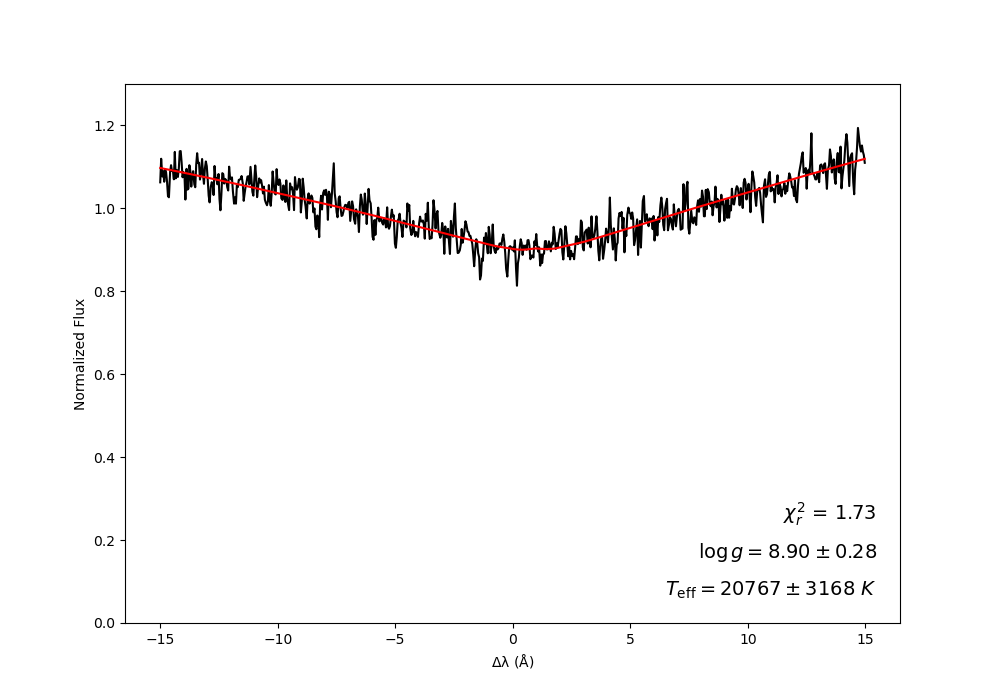 1.2
1.0
0.8
0.6
0.4
0.2
0.0
Normalized Flux
−15
−10
−5
0
5
10
15
Δλ (Å)
χ²ᵣ = 1.73
log g = 8.90 ± 0.28
T_eff = 20767 ± 3168 K